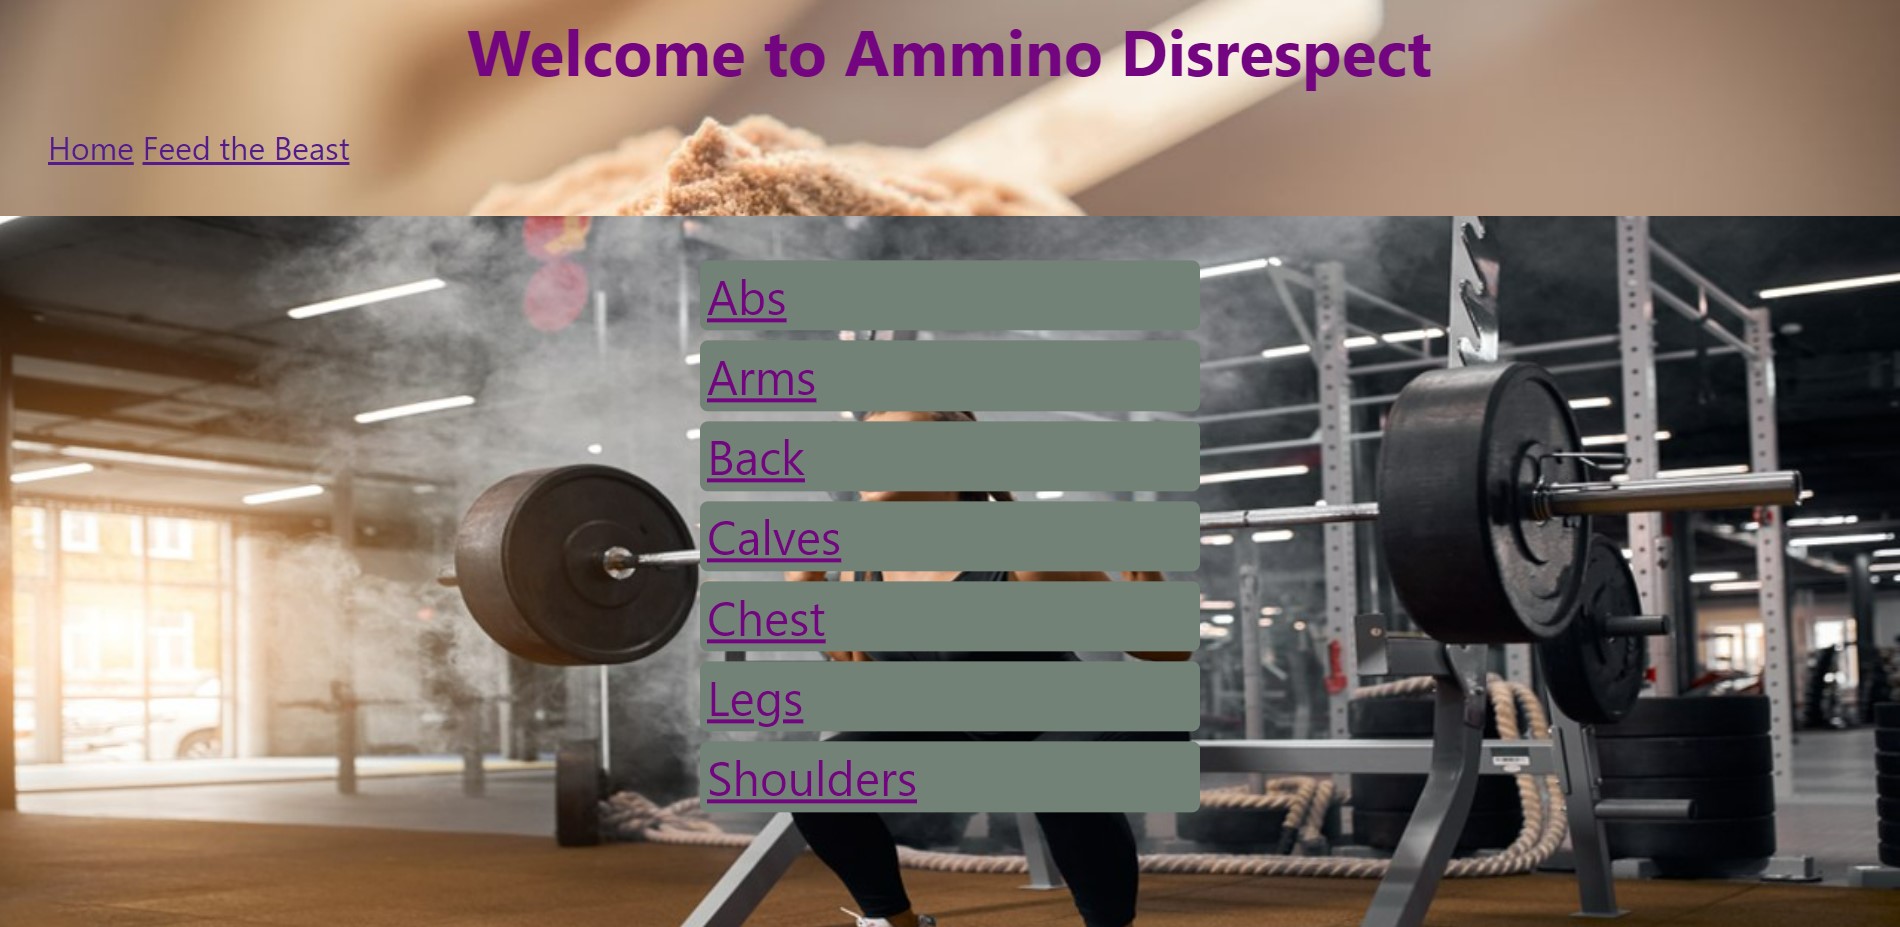 Welcome to Ammino Disrespect
Home Feed the Beast
Abs
Arms
Back
Calves
Chest
Legs
Shoulders